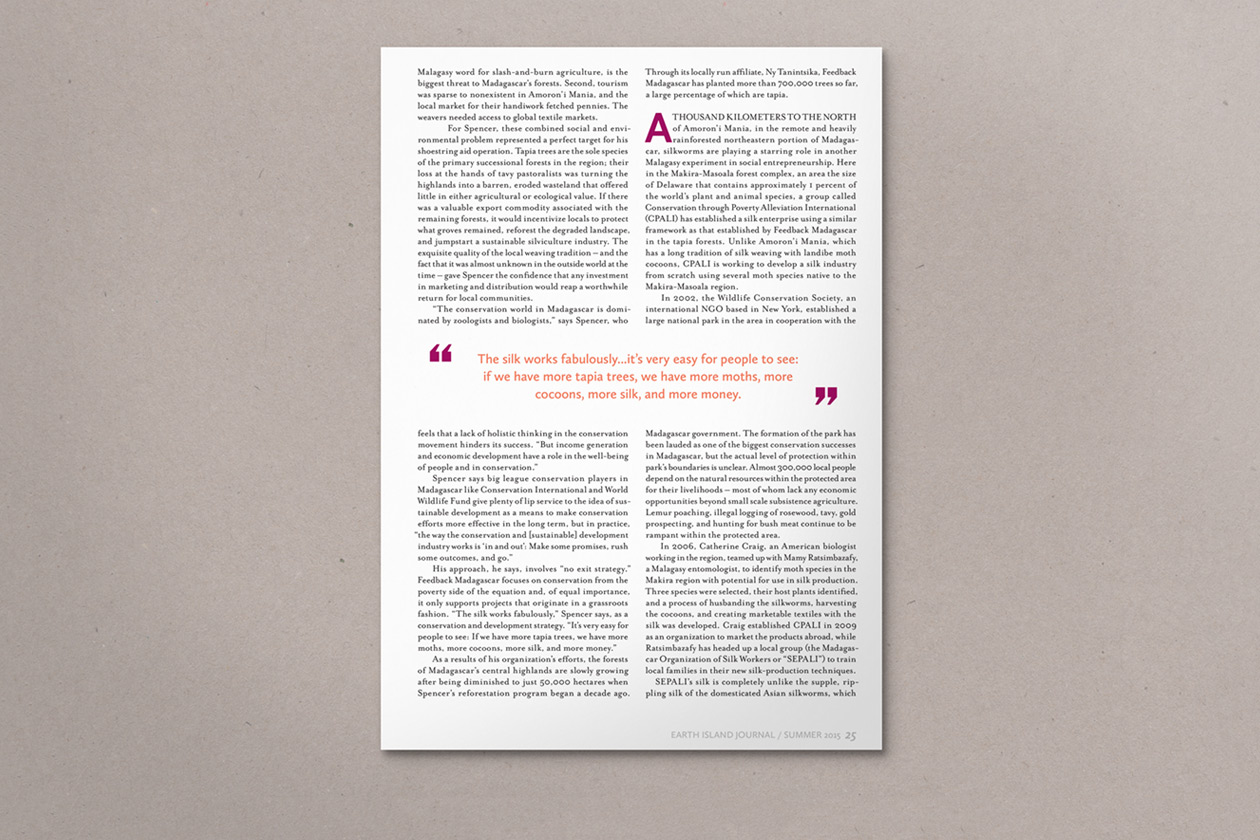 Malagasy word for slash-and-burn agriculture, is the
biggest threat to Madagascar's forests. Second, tourism
was sparse to nonexistent in Amoron'i Mania, and the
local market for their handiwork fetched pennies. The
weavers needed access to global textile markets.
For Spencer, these combined social and envi-
ronmental problem represented a perfect target for his
shoestring aid operation. Tapia trees are the sole species
of the primary successional forests in the region; their
loss at the hands of tavy pastoralists was turning the
highlands into a barren, eroded wasteland that offered
little in either agricultural or ecological value. If there
was a valuable export commodity associated with the
remaining forests, it would incentivize locals to protect
what groves remained, reforest the degraded landscape,
and jumpstart a sustainable silviculture industry. The
exquisite quality of the local weaving tradition – and the
fact that it was almost unknown in the outside world at the
time – gave Spencer the confidence that any investment
in marketing and distribution would reap a worthwhile
return for local communities.
"The conservation world in Madagascar is domi-
nated by zoologists and biologists," says Spencer, who
Through its locally run affiliate, Ny Tanintsika, Feedback
Madagascar has planted more than 700,000 trees so far,
a large percentage of which are tapia.
A THOUSAND KILOMETERS TO THE NORTH
of Amoron'i Mania, in the remote and heavily
rainforested northeastern portion of Madagas-
car, silkworms are playing a starring role in another
Malagasy experiment in social entrepreneurship. Here
in the Makira-Masoala forest complex, an area the size
of Delaware that contains approximately 1 percent of
the world's plant and animal species, a group called
Conservation through Poverty Alleviation International
(CPALI) has established a silk enterprise using a similar
framework as that established by Feedback Madagascar
in the tapia forests. Unlike Amoron'i Mania, which
has a long tradition of silk weaving with landibe moth
cocoons, CPALI is working to develop a silk industry
from scratch using several moth species native to the
Makira-Masoala region.
In 2002, the Wildlife Conservation Society, an
international NGO based in New York, established a
large national park in the area in cooperation with the
“ The silk works fabulously...it's very easy for people to see:
if we have more tapia trees, we have more moths, more
cocoons, more silk, and more money. ”
feels that a lack of holistic thinking in the conservation
movement hinders its success. "But income generation
and economic development have a role in the well-being
of people and in conservation."
Spencer says big league conservation players in
Madagascar like Conservation International and World
Wildlife Fund give plenty of lip service to the idea of sus-
tainable development as a means to make conservation
efforts more effective in the long term, but in practice,
"the way the conservation and [sustainable] development
industry works is 'in and out': Make some promises, rush
some outcomes, and go."
His approach, he says, involves "no exit strategy."
Feedback Madagascar focuses on conservation from the
poverty side of the equation and, of equal importance,
it only supports projects that originate in a grassroots
fashion. "The silk works fabulously," Spencer says, as a
conservation and development strategy. "It's very easy for
people to see: If we have more tapia trees, we have more
moths, more cocoons, more silk, and more money."
As a results of his organization's efforts, the forests
of Madagascar's central highlands are slowly growing
after being diminished to just 50,000 hectares when
Spencer's reforestation program began a decade ago.
Madagascar government. The formation of the park has
been lauded as one of the biggest conservation successes
in Madagascar, but the actual level of protection within
park's boundaries is unclear. Almost 300,000 local people
depend on the natural resources within the protected area
for their livelihoods – most of whom lack any economic
opportunities beyond small scale subsistence agriculture.
Lemur poaching, illegal logging of rosewood, tavy, gold
prospecting, and hunting for bush meat continue to be
rampant within the protected area.
In 2006, Catherine Craig, an American biologist
working in the region, teamed up with Mamy Ratsimbazafy,
a Malagasy entomologist, to identify moth species in the
Makira region with potential for use in silk production.
Three species were selected, their host plants identified,
and a process of husbanding the silkworms, harvesting
the cocoons, and creating marketable textiles with the
silk was developed. Craig established CPALI in 2009
as an organization to market the products abroad, while
Ratsimbazafy has headed up a local group (the Madagas-
car Organization of Silk Workers or "SEPALI") to train
local families in their new silk-production techniques.
SEPALI's silk is completely unlike the supple, rip-
pling silk of the domesticated Asian silkworms, which
EARTH ISLAND JOURNAL / SUMMER 2015 25